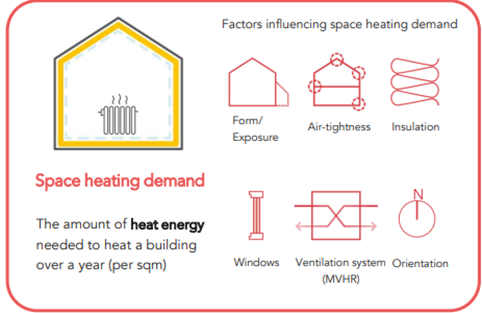 Factors influencing space heating demand
Form/
Exposure
Air-tightness
Insulation
Space heating demand
The amount of heat energy
needed to heat a building
over a year (per sqm)
N
Windows
Ventilation system
(MVHR)
Orientation